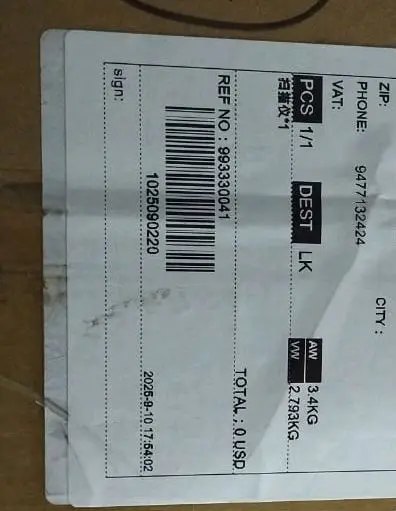 ZIP: CITY :
PHONE: 9477132424
VAT:
PCS 1/1 DEST LK AW 3.4KG
VW 2.793KG
扫描仪*1
REF NO : 993330041 TOTAL : 0 USD
1025090220 2025-9-10 17:54:02
sign: